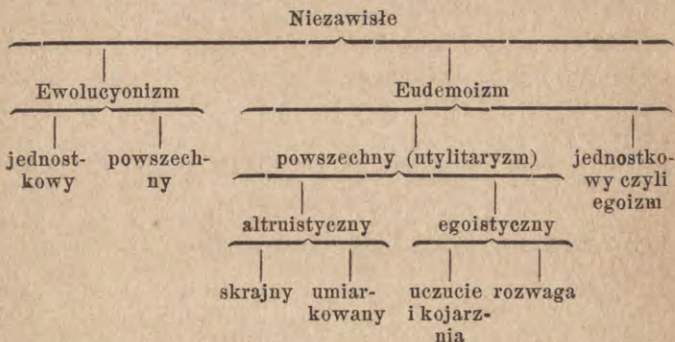 Niezawisłe
Ewolucyonizm Eudemoizm
jednost- powszech- powszechny (utylitaryzm) jednostko-
kowy ny wy czyli
egoizm
altruistyczny egoistyczny
skrajny umiar- uczucie rozwaga
kowany i kojarz-
nia